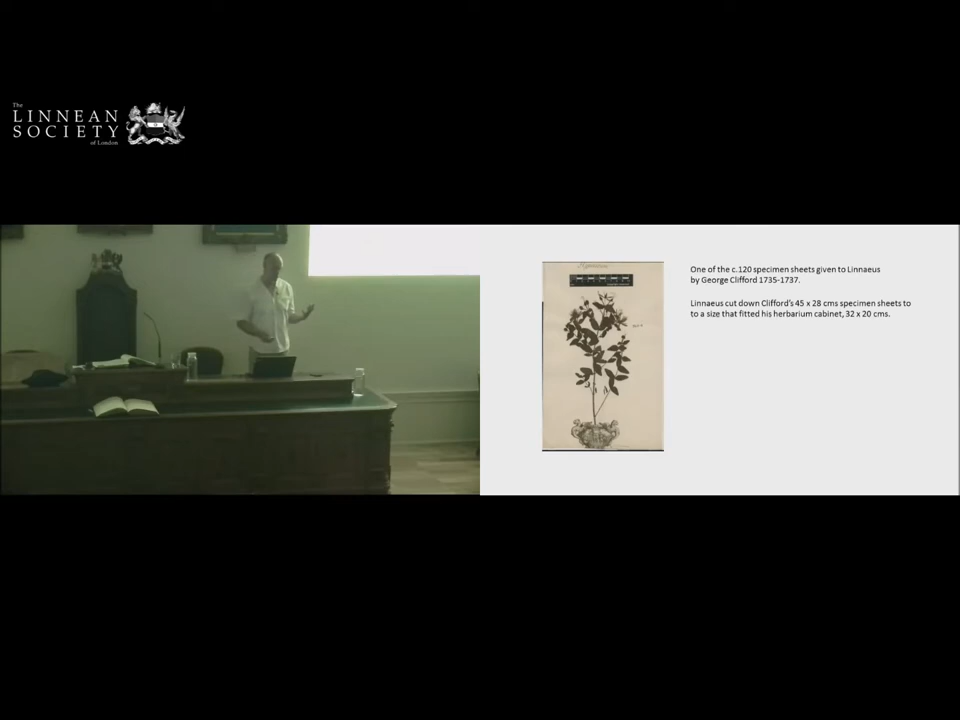 The
LINNEAN
SOCIETY
of London
One of the c.120 specimen sheets given to Linnaeus
by George Clifford 1735-1737.
Linnaeus cut down Clifford's 45 x 28 cms specimen sheets to
to a size that fitted his herbarium cabinet, 32 x 20 cms.